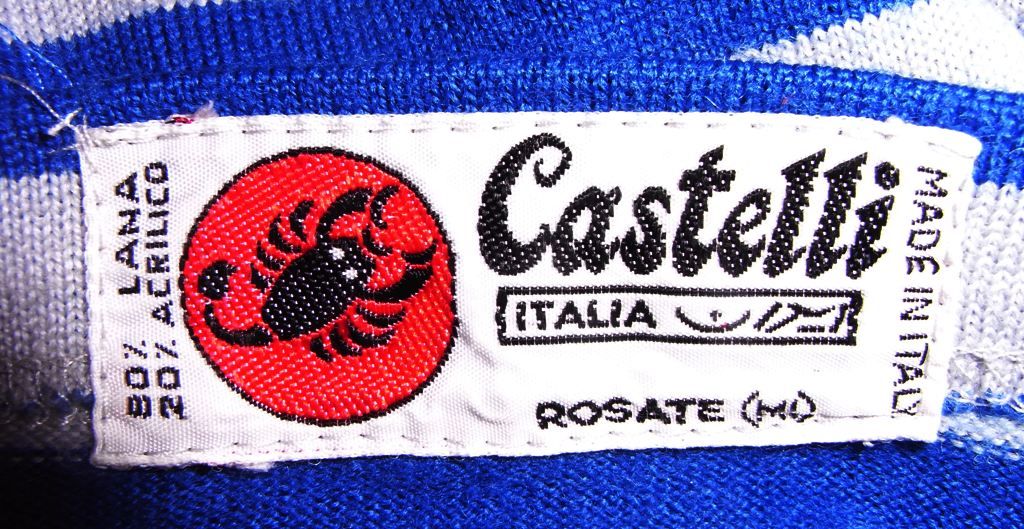 80% LANA
20% ACRILICO
Castelli
ITALIA
ROSATE (MI)
MADE IN ITALY